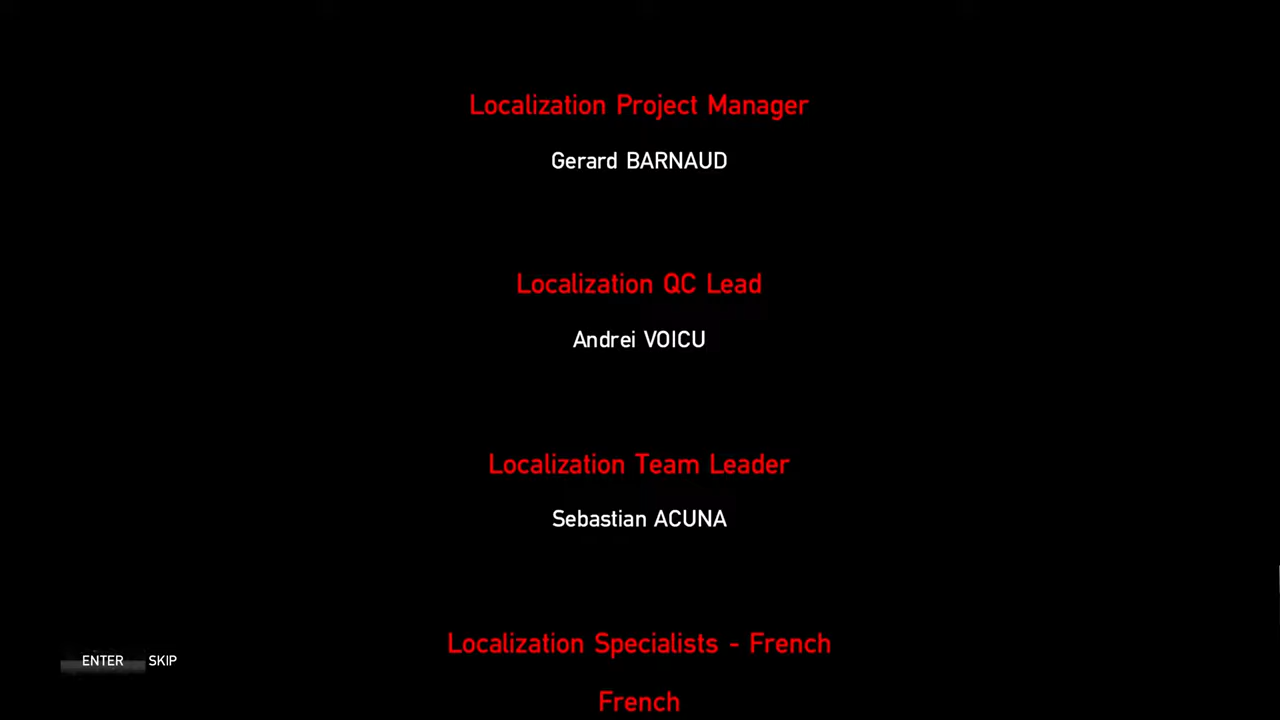 Localization Project Manager
Gerard BARNAUD
Localization QC Lead
Andrei VOICU
Localization Team Leader
Sebastian ACUNA
Localization Specialists - French
ENTER SKIP
French